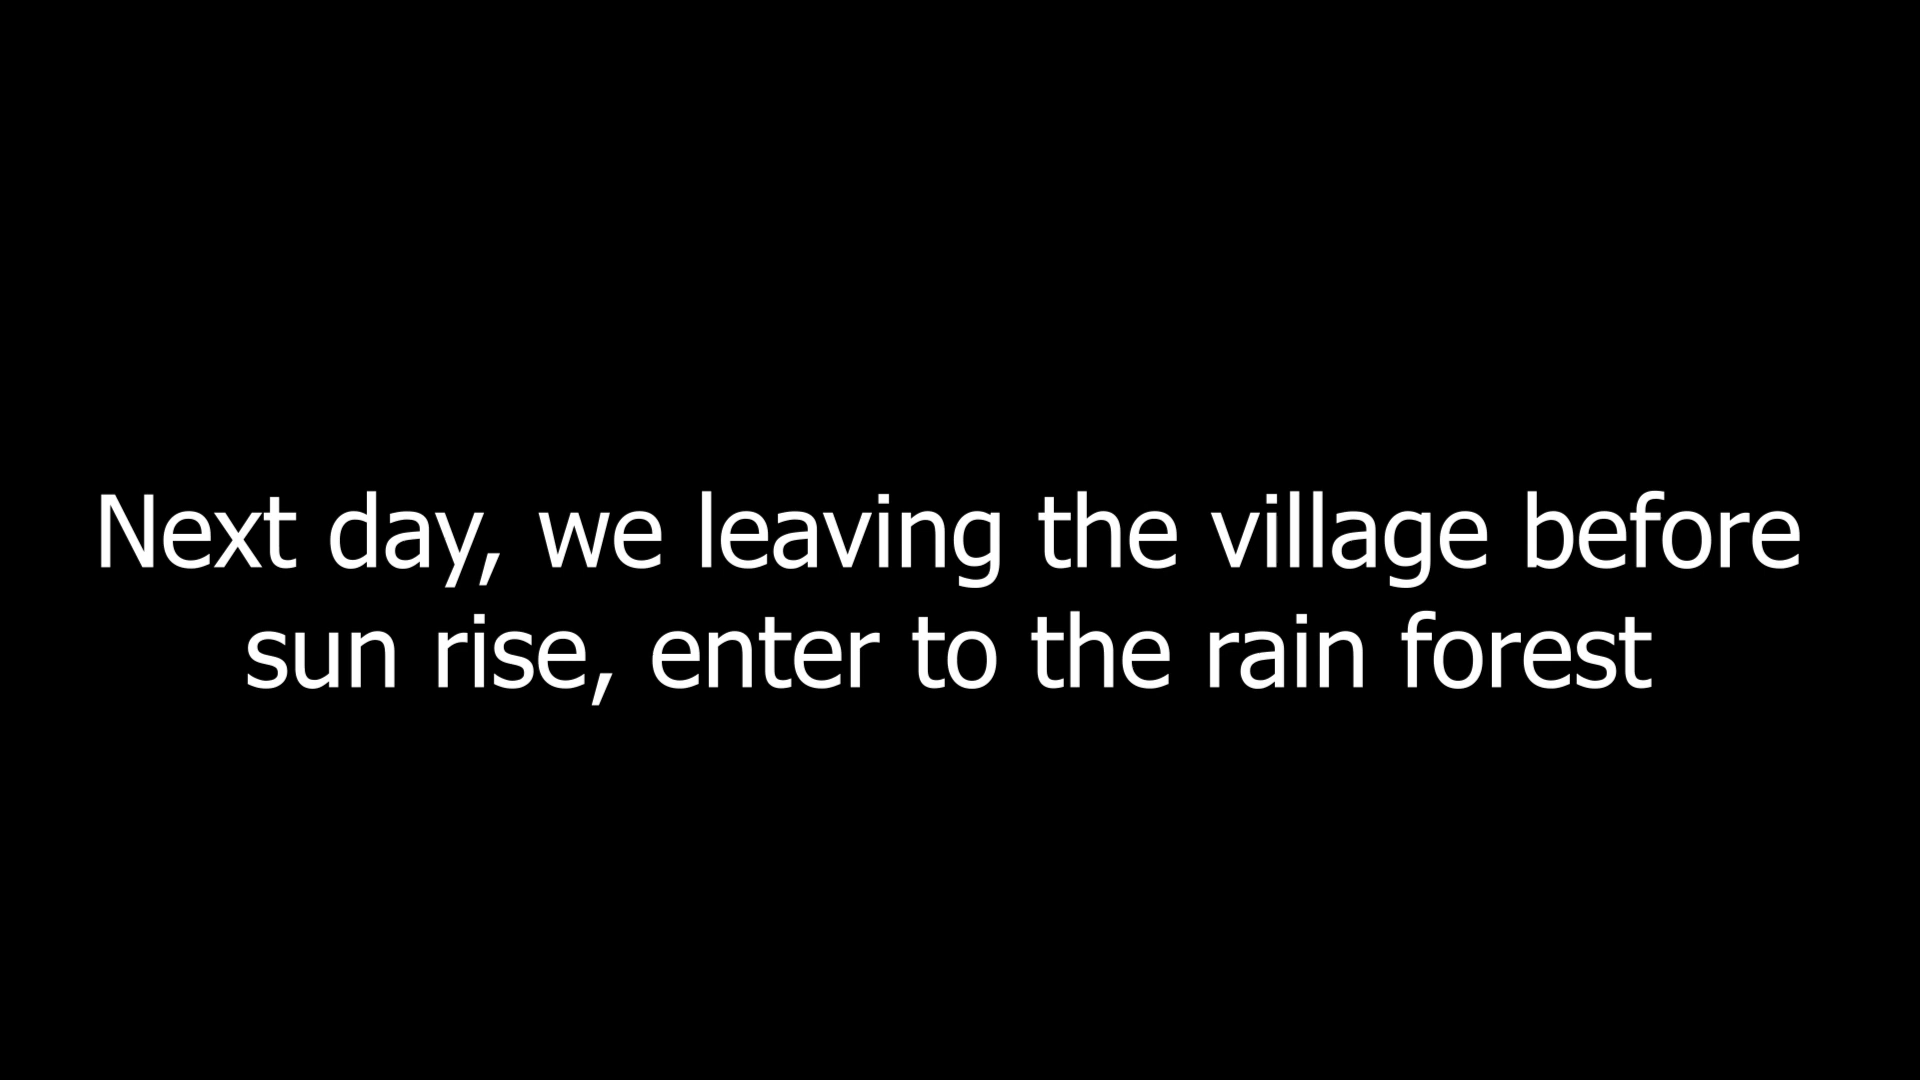 Next day, we leaving the village before
sun rise, enter to the rain forest